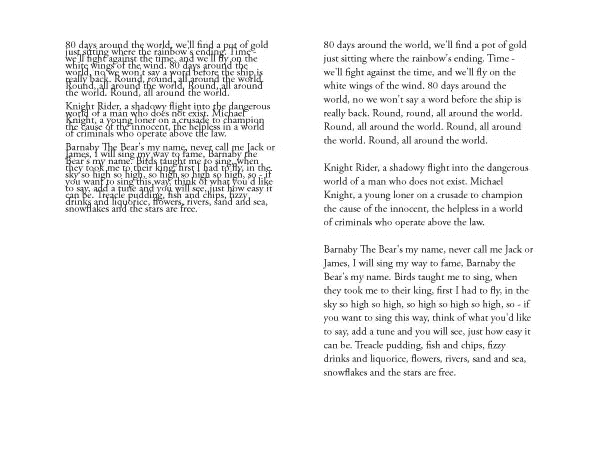 80 days around the world, we'll find a pot of gold
just sitting where the rainbow's ending. Time -
we'll fight against the time, and we'll fly on the
white wings of the wind. 80 days around the
world, no we won't say a word before the ship is
really back. Round, round, all around the world.
Round, all around the world. Round, all around
the world. Round, all around the world.
Knight Rider, a shadowy flight into the dangerous
world of a man who does not exist. Michael
Knight, a young loner on a crusade to champion
the cause of the innocent, the helpless in a world
of criminals who operate above the law.
Barnaby The Bear's my name, never call me Jack or
James, I will sing my way to fame, Barnaby the
Bear's my name. Birds taught me to sing, when
they took me to their king, first I had to fly, in the
sky so high so high, so high so high so high, so - if
you want to sing this way, think of what you'd like
to say, add a tune and you will see, just how easy it
can be. Treacle pudding, fish and chips, fizzy
drinks and liquorice, flowers, rivers, sand and sea,
snowflakes and the stars are free.
80 days around the world, we'll find a pot of gold
just sitting where the rainbow's ending. Time -
we'll fight against the time, and we'll fly on the
white wings of the wind. 80 days around the
world, no we won't say a word before the ship is
really back. Round, round, all around the world.
Round, all around the world. Round, all around
the world. Round, all around the world.
Knight Rider, a shadowy flight into the dangerous
world of a man who does not exist. Michael
Knight, a young loner on a crusade to champion
the cause of the innocent, the helpless in a world
of criminals who operate above the law.
Barnaby The Bear's my name, never call me Jack or
James, I will sing my way to fame, Barnaby the
Bear's my name. Birds taught me to sing, when
they took me to their king, first I had to fly, in the
sky so high so high, so high so high so high, so - if
you want to sing this way, think of what you'd like
to say, add a tune and you will see, just how easy it
can be. Treacle pudding, fish and chips, fizzy
drinks and liquorice, flowers, rivers, sand and sea,
snowflakes and the stars are free.